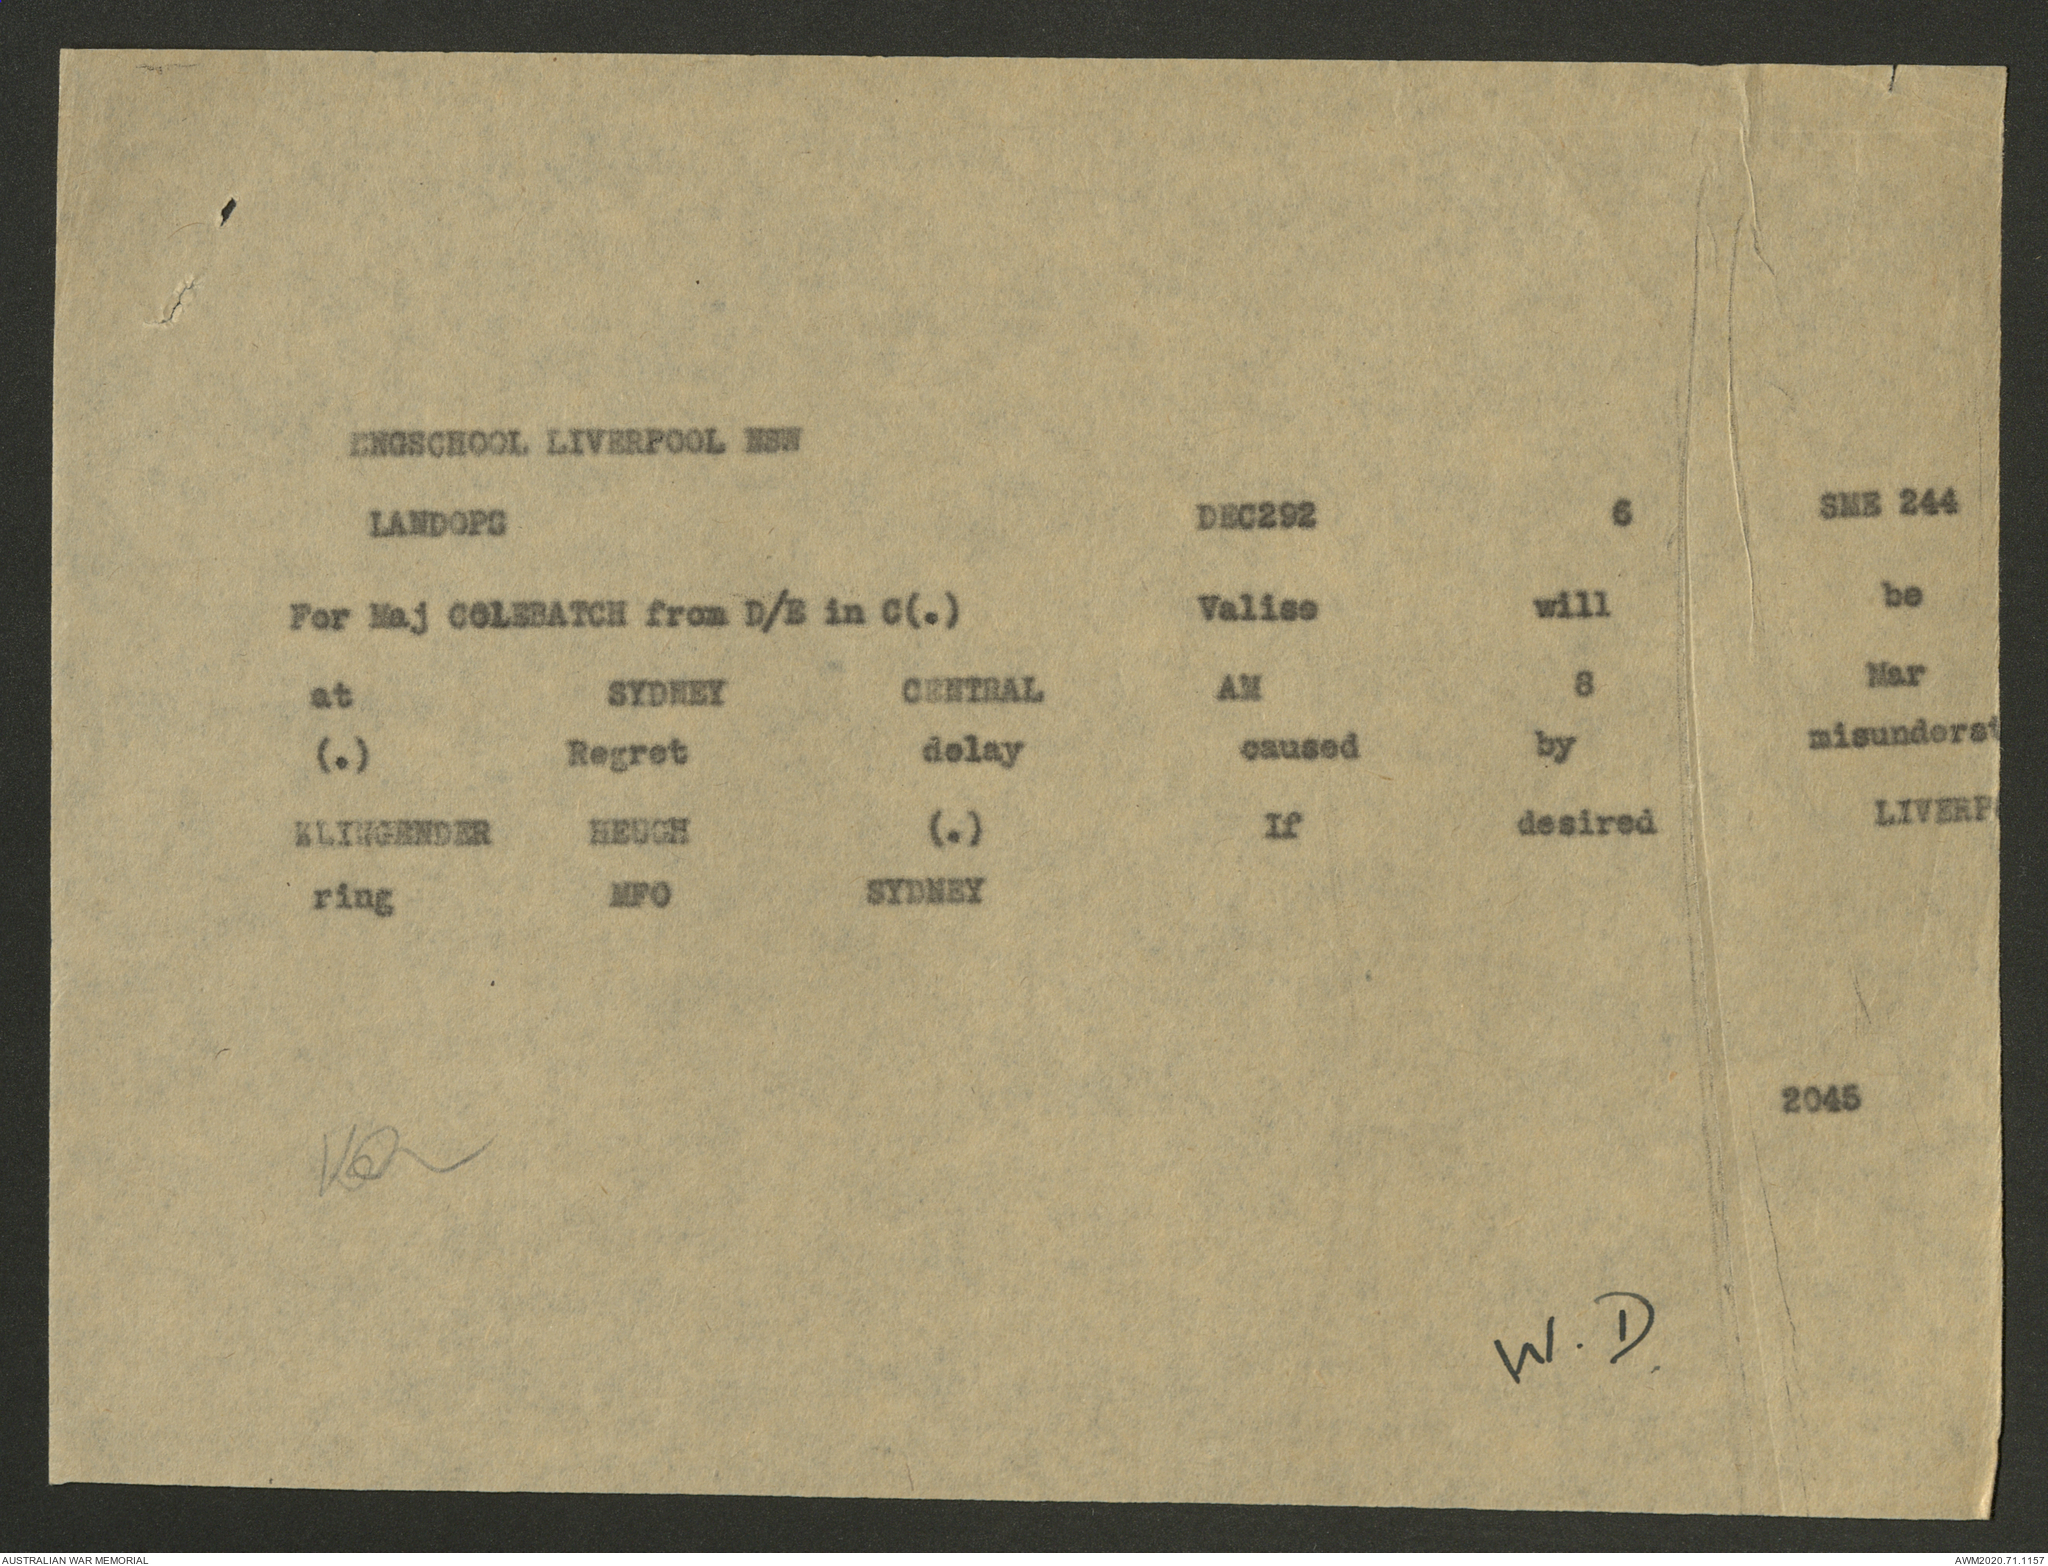 ENGSCHOOL LIVERPOOL NSW
LANDOPS DEC292 6 SME 244
For Maj COLEBATCH from D/E in C(.) Valise will be
at SYDNEY CENTRAL AM 8 Mar
(.) Regret delay caused by misunderst
KLINGENDER HEUGH (.) If desired LIVERPO
ring MFO SYDNEY
2045
W. D.
AUSTRALIAN WAR MEMORIAL
AWM2020.71.1157